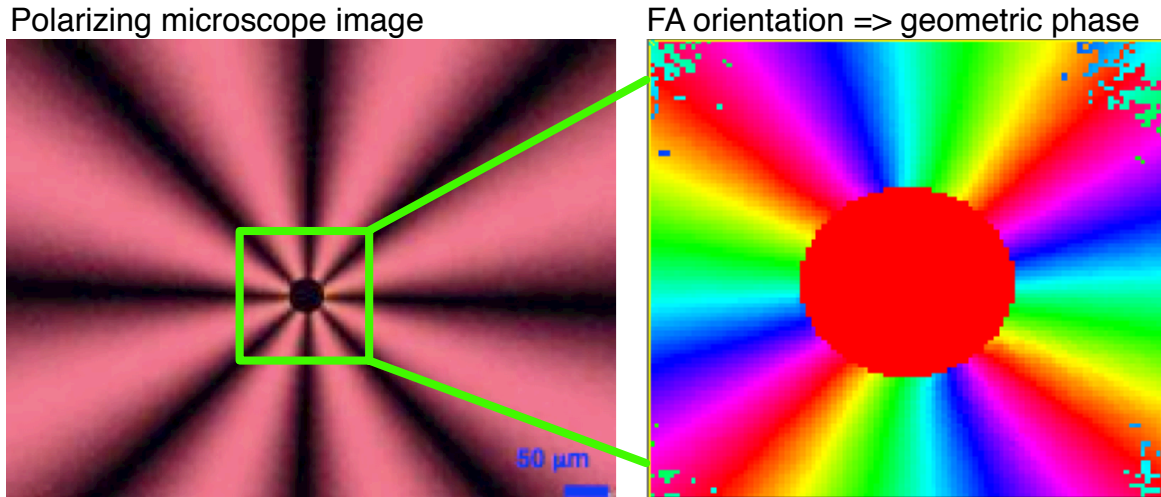 Polarizing microscope image
FA orientation => geometric phase
50 µm